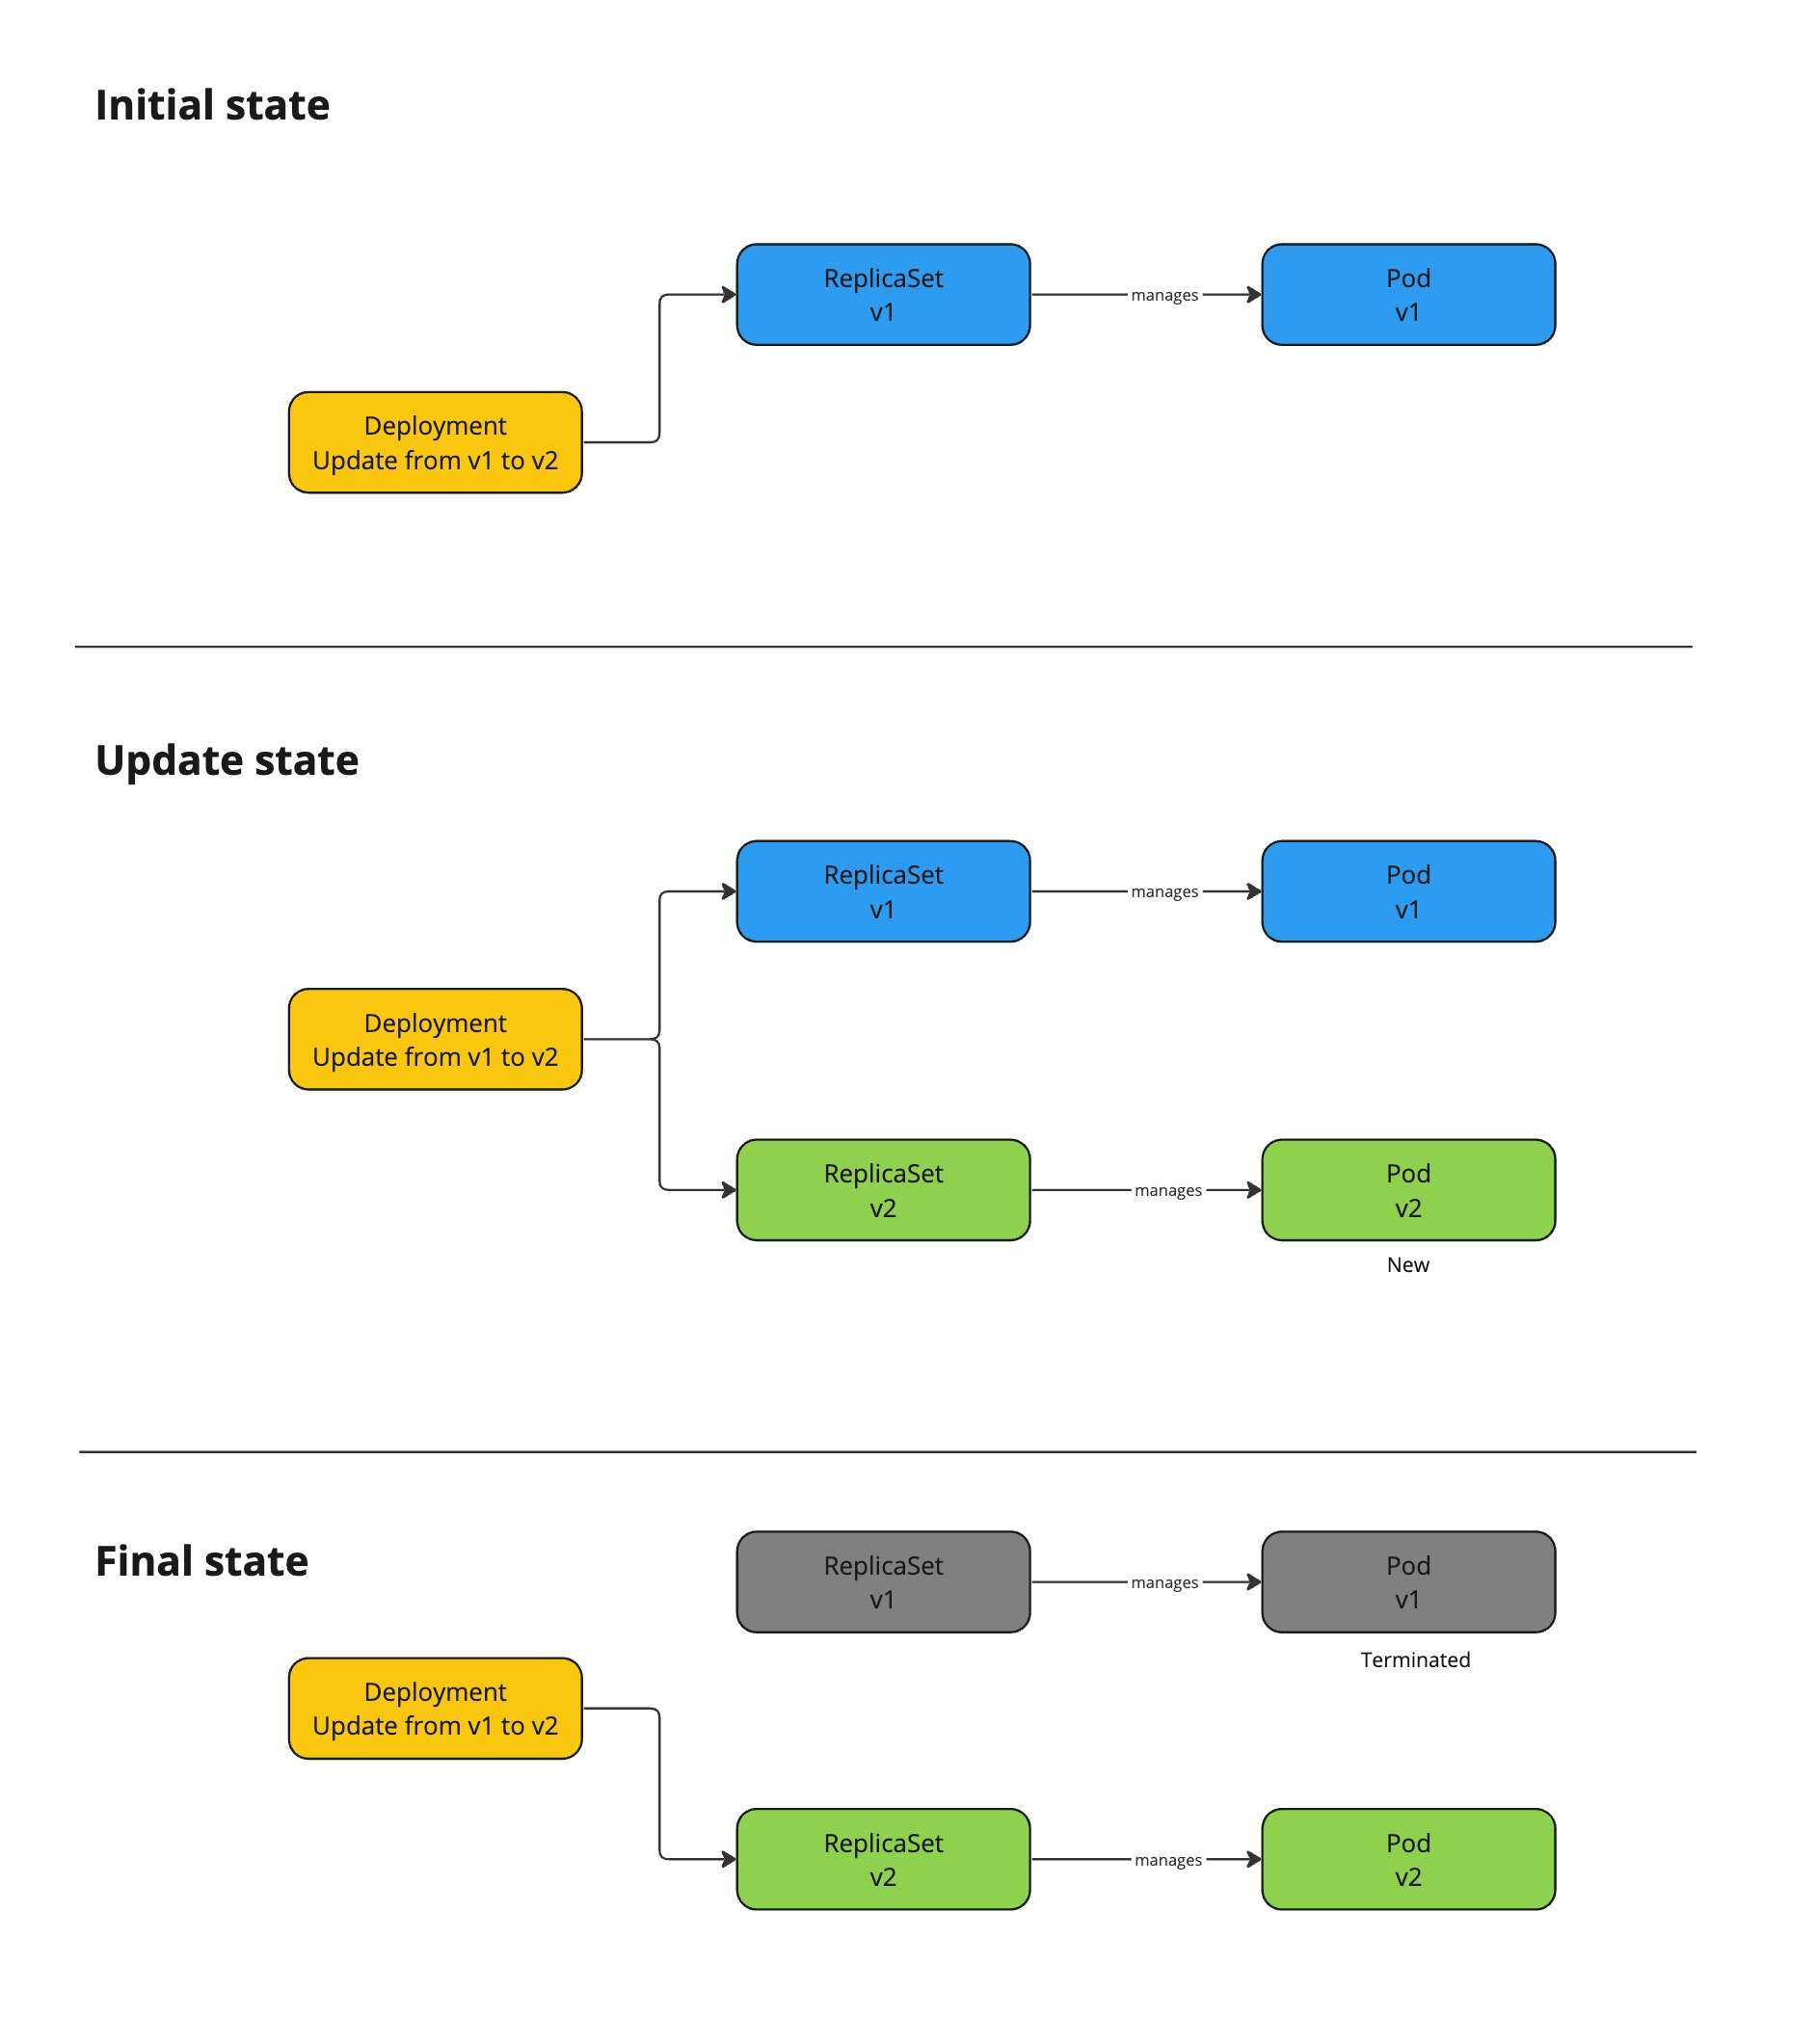 Initial state
ReplicaSet
v1
manages
Pod
v1
Deployment
Update from v1 to v2
Update state
ReplicaSet
v1
manages
Pod
v1
Deployment
Update from v1 to v2
ReplicaSet
v2
manages
Pod
v2
New
Final state
ReplicaSet
v1
manages
Pod
v1
Terminated
Deployment
Update from v1 to v2
ReplicaSet
v2
manages
Pod
v2